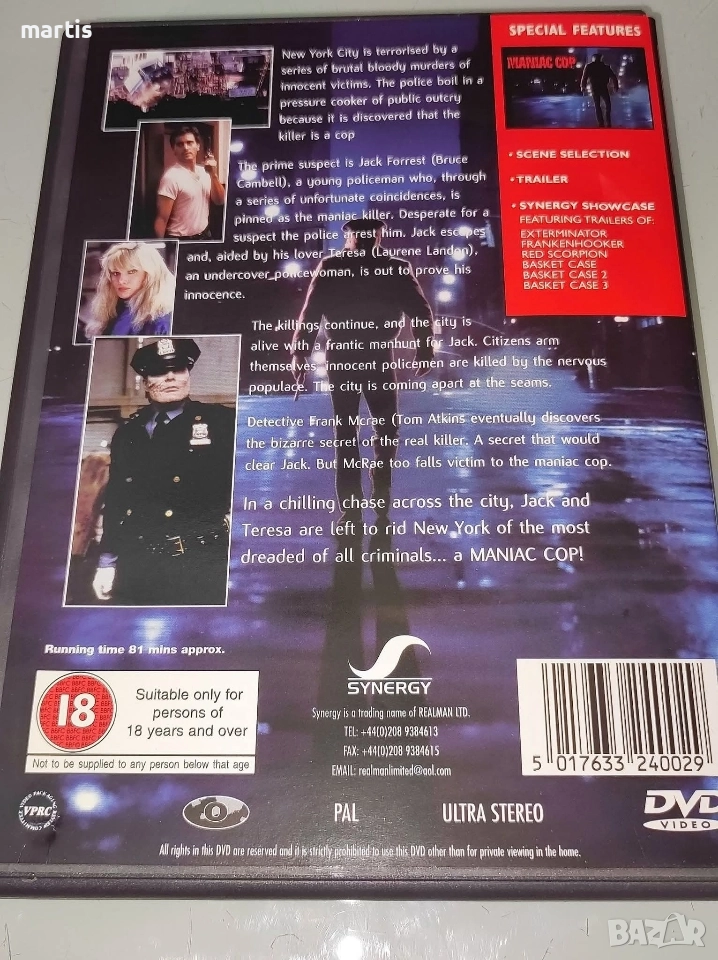 martis
New York City is terrorised by a
series of brutal bloody murders of
innocent victims. The police boil in a
pressure cooker of public outcry
because it is discovered that the
killer is a cop
The prime suspect is Jack Forrest (Bruce
Cambell), a young policeman who, through
a series of unfortunate coincidences, is
pinned as the maniac killer. Desperate for a
suspect the police arrest him. Jack escapes
and, aided by his lover Teresa (Laurene Landon),
an undercover policewoman, is out to prove his
innocence.
The killings continue, and the city is
alive with a frantic manhunt for Jack. Citizens arm
themselves, innocent policemen are killed by the nervous
populace. The city is coming apart at the seams.
Detective Frank Mcrae (Tom Atkins eventually discovers
the bizarre secret of the real killer. A secret that would
clear Jack. But McRae too falls victim to the maniac cop.
In a chilling chase across the city, Jack and
Teresa are left to rid New York of the most
dreaded of all criminals... a MANIAC COP!
SPECIAL FEATURES
MANIAC COP
• SCENE SELECTION
• TRAILER
• SYNERGY SHOWCASE
FEATURING TRAILERS OF:
EXTERMINATOR
FRANKENHOOKER
RED SCORPION
BASKET CASE
BASKET CASE 2
BASKET CASE 3
Running time 81 mins approx.
18
Suitable only for
persons of
18 years and over
Not to be supplied to any person below that age
SYNERGY
Synergy is a trading name of REALMAN LTD.
TEL: +44(0)208 9384613
FAX: +44(0)208 9384615
EMAIL: realmanlimited@aol.com
5 017633 240029
VPRC
PAL
ULTRA STEREO
DVD
VIDEO
All rights in this DVD are reserved and it is strictly prohibited to use this DVD other than for private viewing in the home.
BAZAR